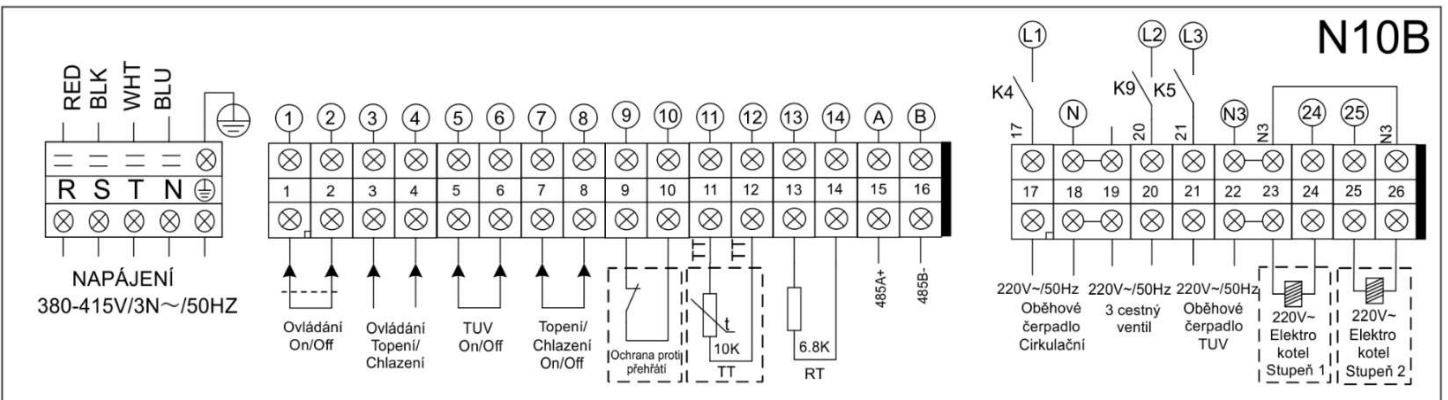 N10B
RED
BLK
WHT
BLU
R S T N
NAPÁJENÍ
380-415V/3N~/50HZ
1 2 3 4 5 6 7 8 9 10 11 12 13 14 A B
1 2 3 4 5 6 7 8 9 10 11 12 13 14 15 16
Ovládání
On/Off
Ovládání
Topení/
Chlazení
TUV
On/Off
Topení/
Chlazení
On/Off
Ochrana proti
přehřátí
TT
TT
t
10K
TT
6.8K
RT
485A+
485B-
L1 L2 L3
K4 K9 K5
17 N 20 21 N3 N3 24 25 N3
17 18 19 20 21 22 23 24 25 26
220V~/50Hz
Oběhové
čerpadlo
Cirkulační
220V~/50Hz
3 cestný
ventil
220V~/50Hz
Oběhové
čerpadlo
TUV
220V~
Elektro
kotel
Stupeň 1
220V~
Elektro
kotel
Stupeň 2